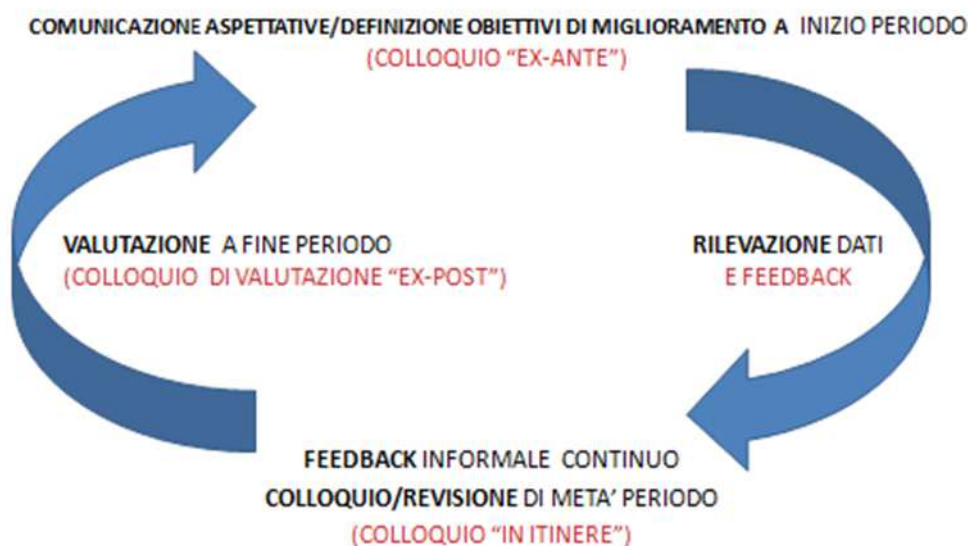 COMUNICAZIONE ASPETTATIVE/DEFINIZIONE OBIETTIVI DI MIGLIORAMENTO A INIZIO PERIODO
(COLLOQUIO "EX-ANTE")
VALUTAZIONE A FINE PERIODO
(COLLOQUIO DI VALUTAZIONE "EX-POST")
RILEVAZIONE DATI
E FEEDBACK
FEEDBACK INFORMALE CONTINUO
COLLOQUIO/REVISIONE DI META' PERIODO
(COLLOQUIO "IN ITINERE")